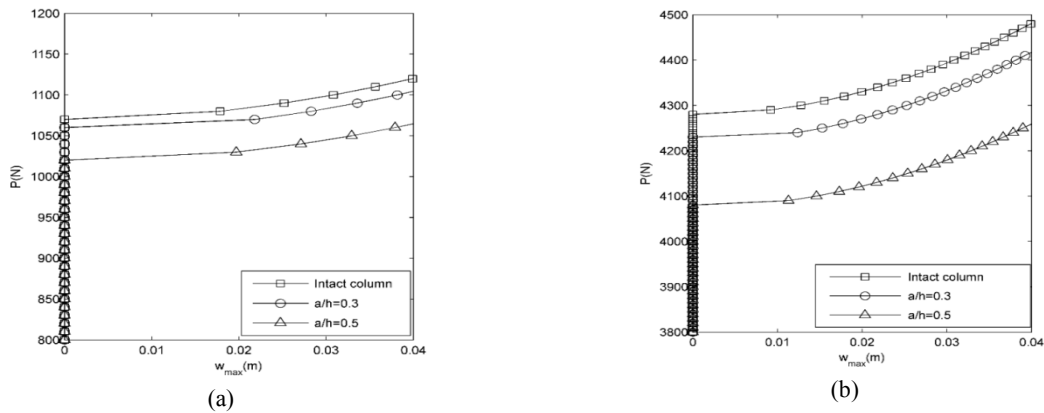 1200
1150
1100
1050
1000
950
900
850
800
P(N)
Intact column
a/h=0.3
a/h=0.5
0 0.01 0.02 0.03 0.04
w_max(m)
(a)
4500
4400
4300
4200
4100
4000
3900
3800
P(N)
Intact column
a/h=0.3
a/h=0.5
0 0.01 0.02 0.03 0.04
w_max(m)
(b)